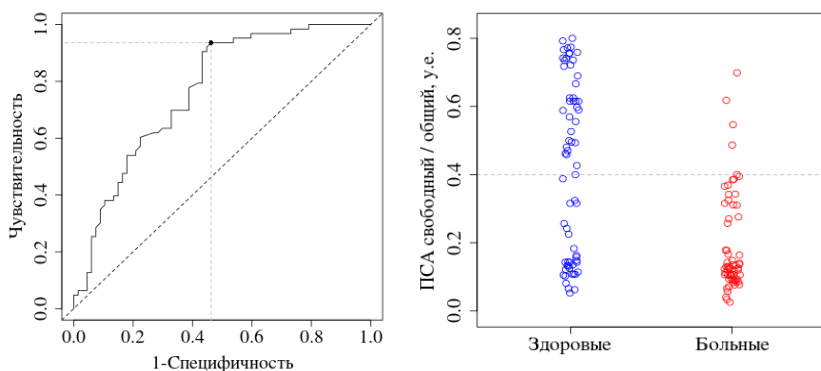 Чувствительность
1.0
0.8
0.6
0.4
0.2
0.0
0.0 0.2 0.4 0.6 0.8 1.0
1-Специфичность
ПСА свободный / общий, у.е.
0.8
0.6
0.4
0.2
0.0
Здоровые Больные